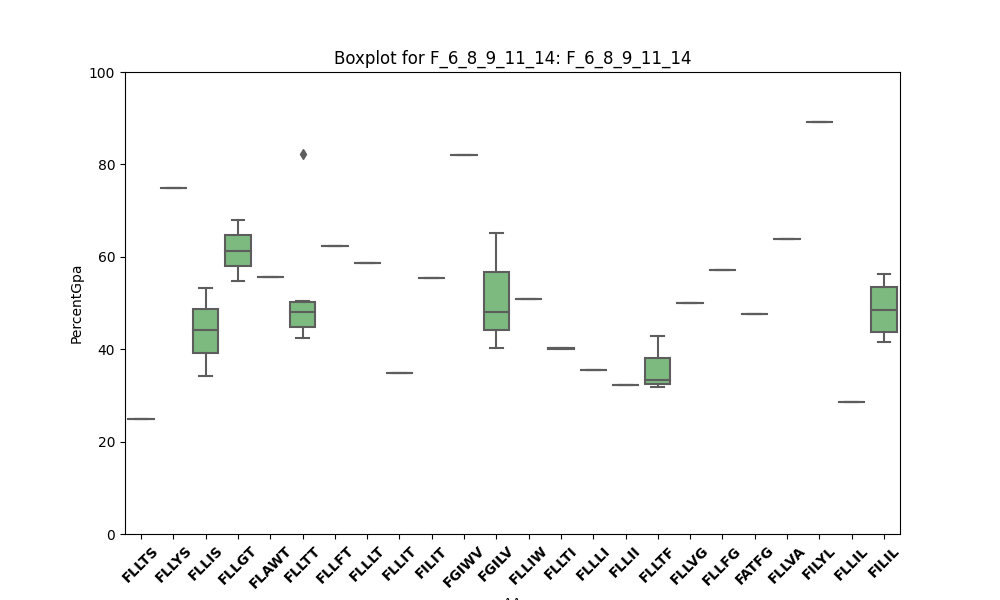 Boxplot for F_6_8_9_11_14: F_6_8_9_11_14
PercentGpa
100
80
60
40
20
0
FLLTS
FLLYS
FLLIS
FLLGT
FLAWT
FLLTT
FLLFT
FLLLT
FLLIT
FILIT
FGIWV
FGILV
FLLIW
FLLTI
FLLLI
FLLII
FLLTF
FLLVG
FLLFG
FATFG
FLLVA
FILYL
FLLIL
FILIL